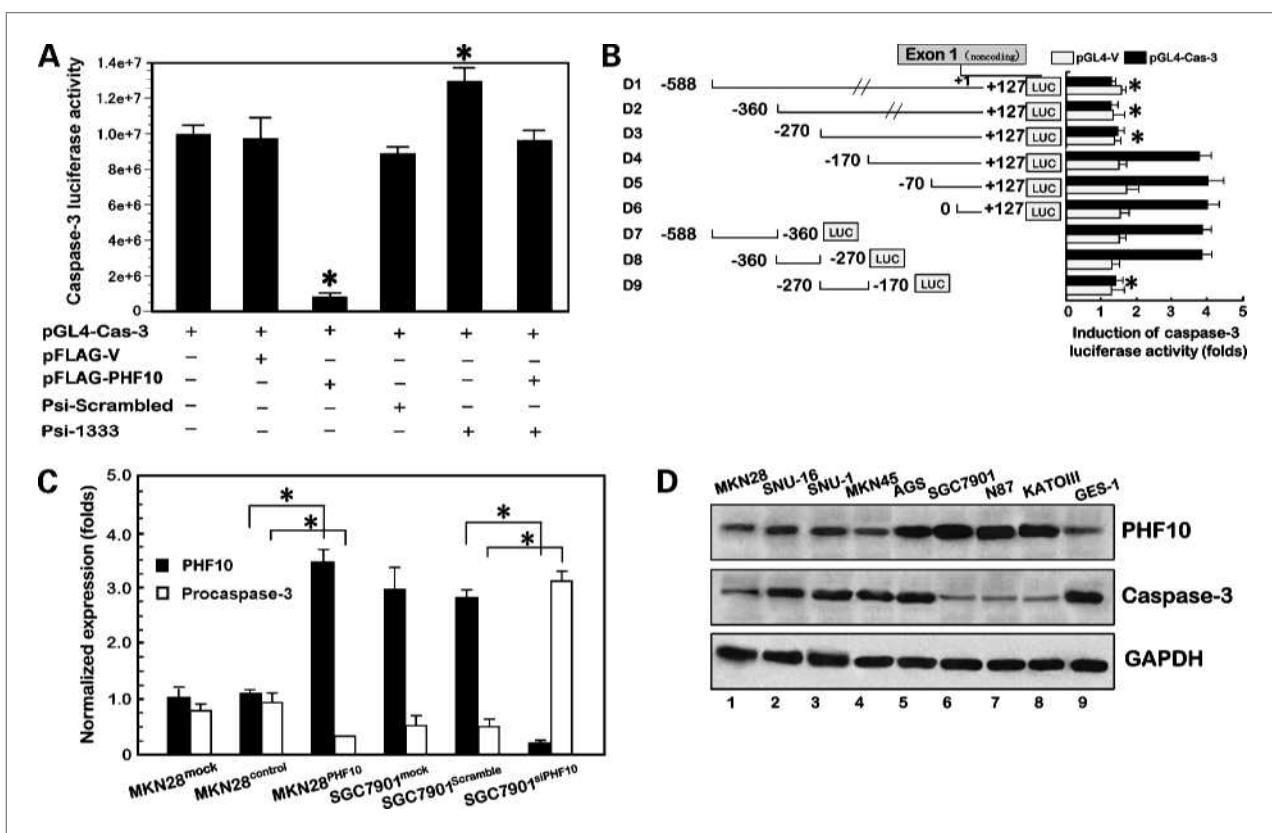 A
Caspase-3 luciferase activity
1.4e+7
1.2e+7
1.0e+7
8e+6
6e+6
4e+6
2e+6
0
*
*
pGL4-Cas-3 + + + + + +
pFLAG-V – + – – – –
pFLAG-PHF10 – – + – – +
Psi-Scrambled – – – + – –
Psi-1333 – – – – + +
B
Exon 1 (noncoding)
pGL4-V pGL4-Cas-3
+1
D1 -588 // +127 LUC *
D2 -360 // +127 LUC *
D3 -270 +127 LUC *
D4 -170 +127 LUC
D5 -70 +127 LUC
D6 0 +127 LUC
D7 -588 -360 LUC
D8 -360 -270 LUC
D9 -270 -170 LUC *
0 1 2 3 4 5
Induction of caspase-3
luciferase activity (folds)
C
Normalized expression (folds)
5.0
4.0
3.0
2.0
1.0
0
PHF10
Procaspase-3
*
*
*
*
MKN28mock
MKN28control
MKN28PHF10
SGC7901mock
SGC7901Scramble
SGC7901siPHF10
D
MKN28 SNU-16 SNU-1 MKN45 AGS SGC7901 N87 KATOIII GES-1
PHF10
Caspase-3
GAPDH
1 2 3 4 5 6 7 8 9